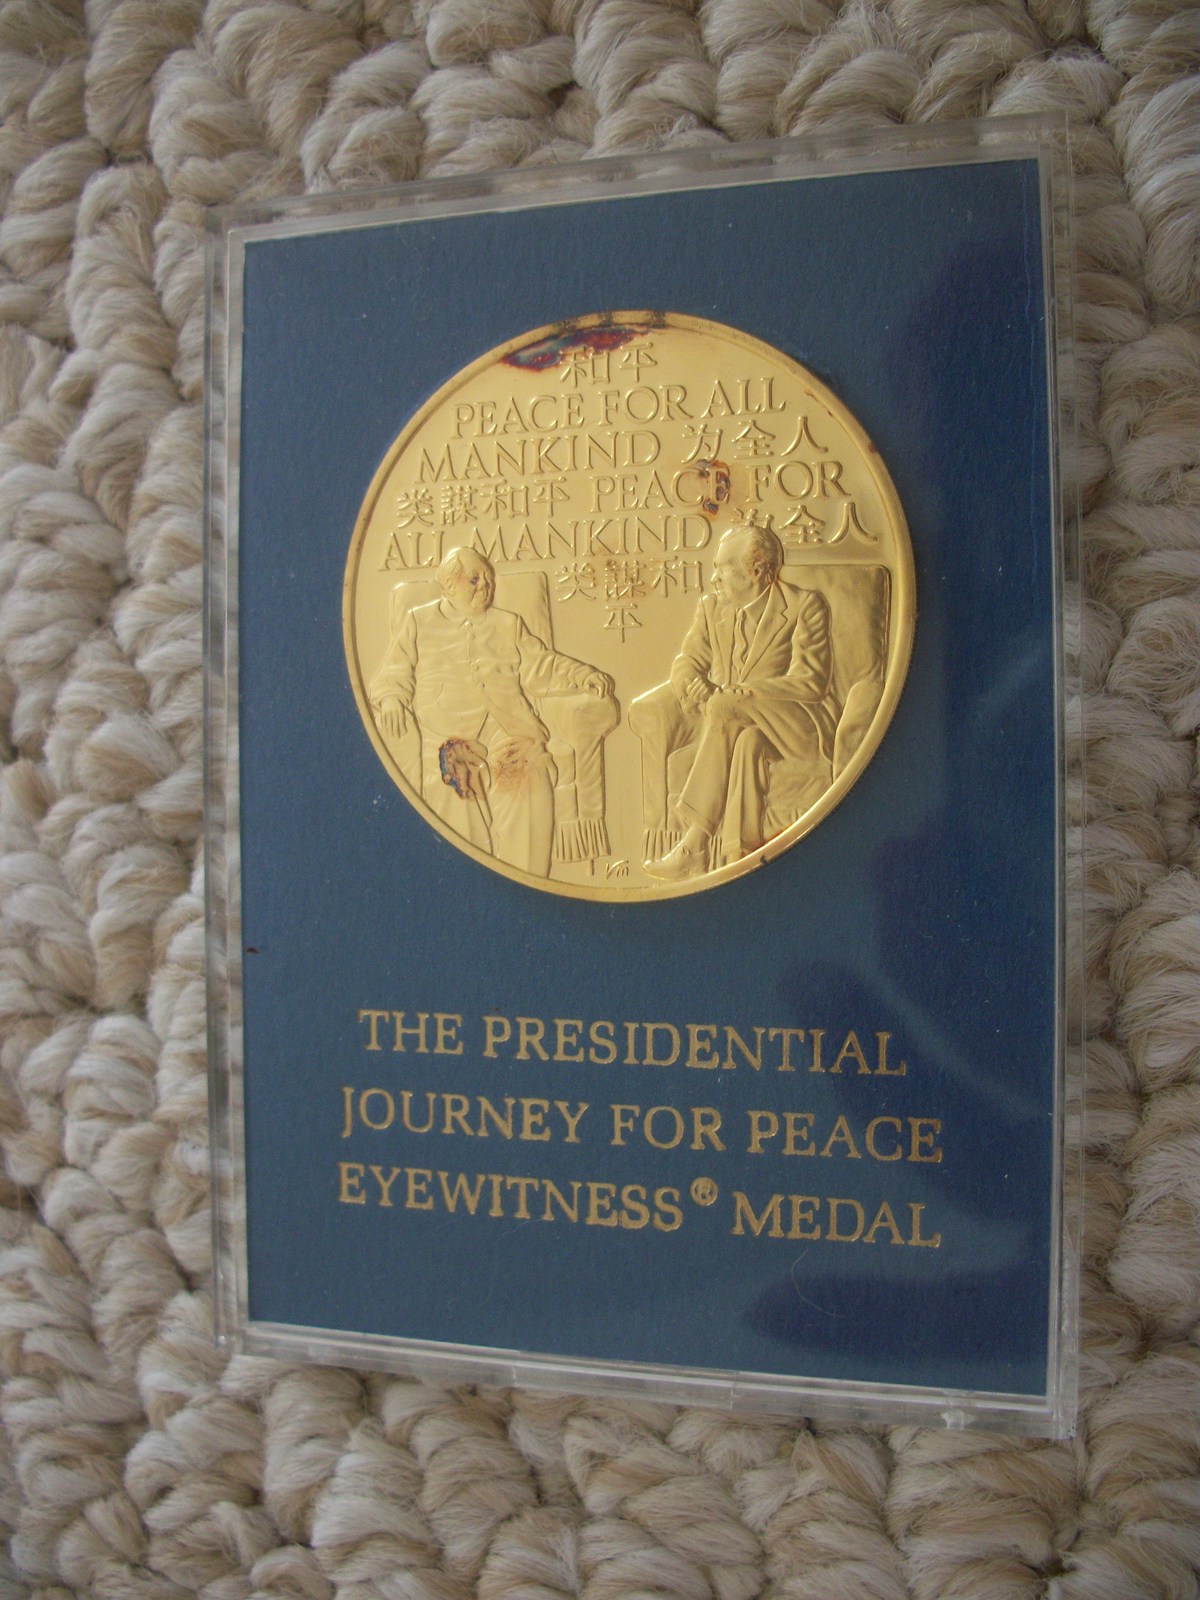 和平
PEACE FOR ALL
MANKIND 为全人
类謀和平 PEACE FOR
ALL MANKIND 为全人
类謀和
平
THE PRESIDENTIAL
JOURNEY FOR PEACE
EYEWITNESS® MEDAL